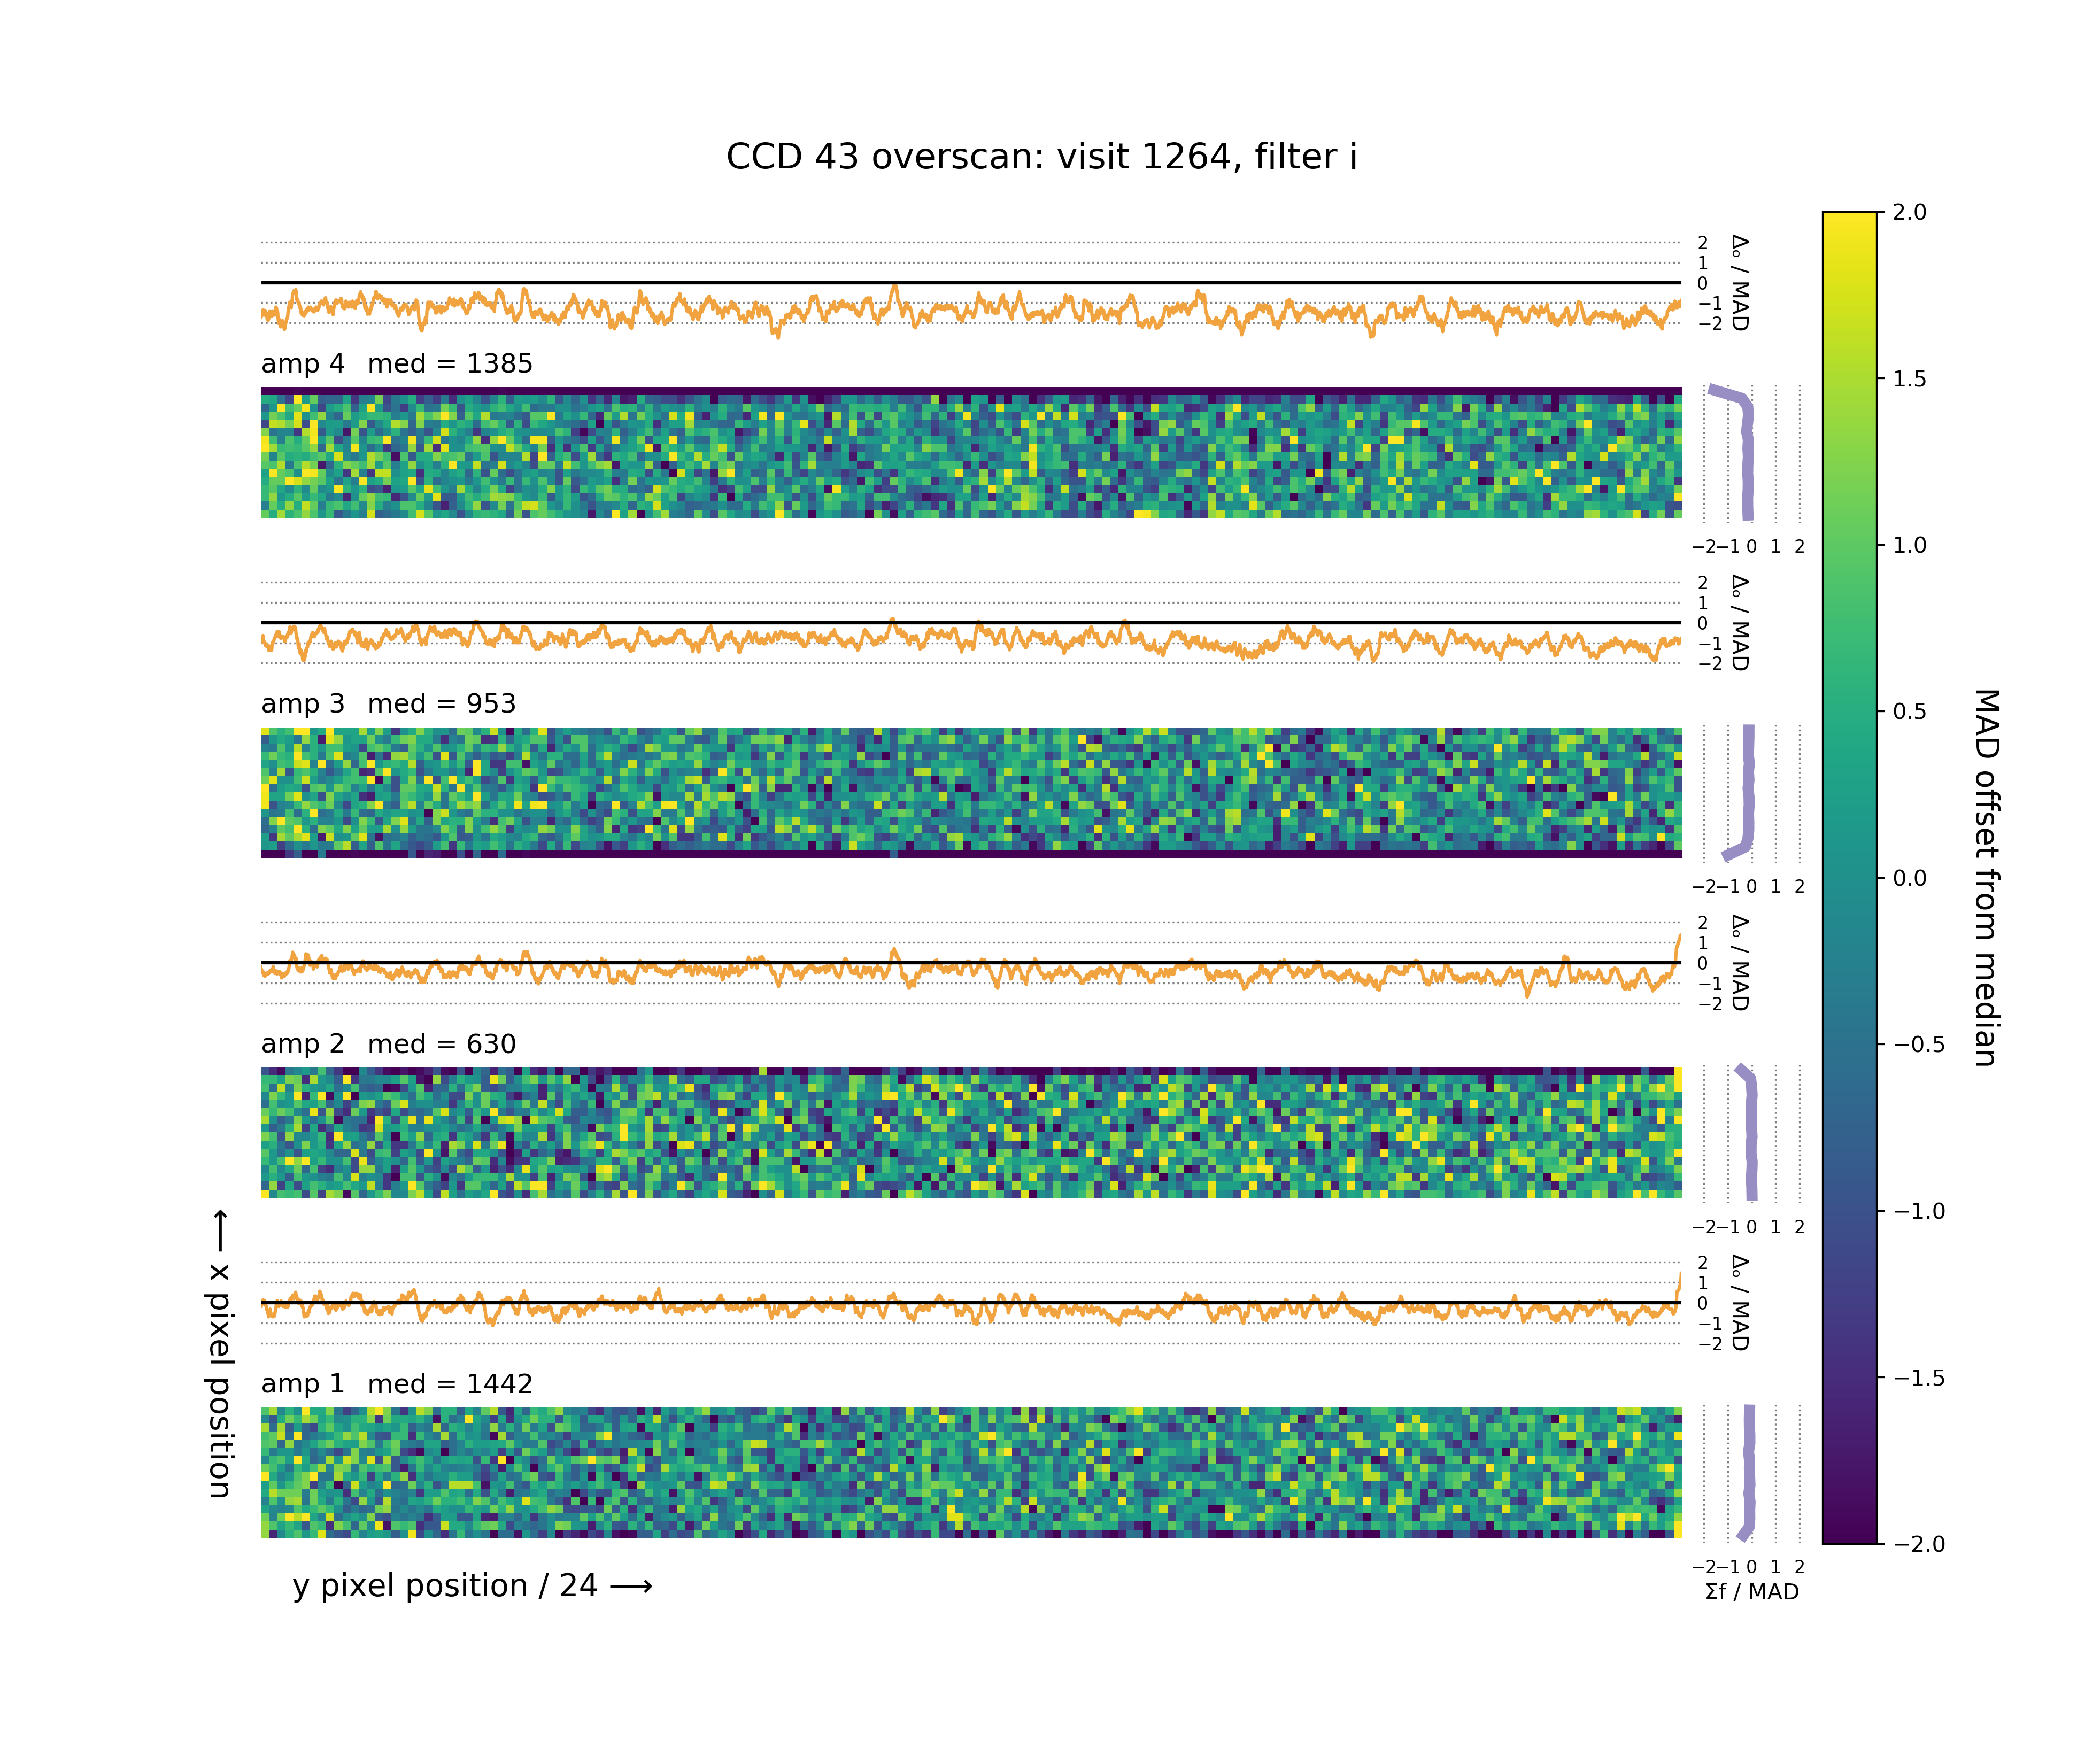 CCD 43 overscan: visit 1264, filter i
2
1
0
−1
−2
Δₒ / MAD
amp 4 med = 1385
−2 −1 0 1 2
2
1
0
−1
−2
Δₒ / MAD
amp 3 med = 953
−2 −1 0 1 2
2
1
0
−1
−2
Δₒ / MAD
amp 2 med = 630
−2 −1 0 1 2
2
1
0
−1
−2
Δₒ / MAD
amp 1 med = 1442
−2 −1 0 1 2
Σf / MAD
y pixel position / 24 ⟶
⟵ x pixel position
2.0
1.5
1.0
0.5
0.0
−0.5
−1.0
−1.5
−2.0
MAD offset from median